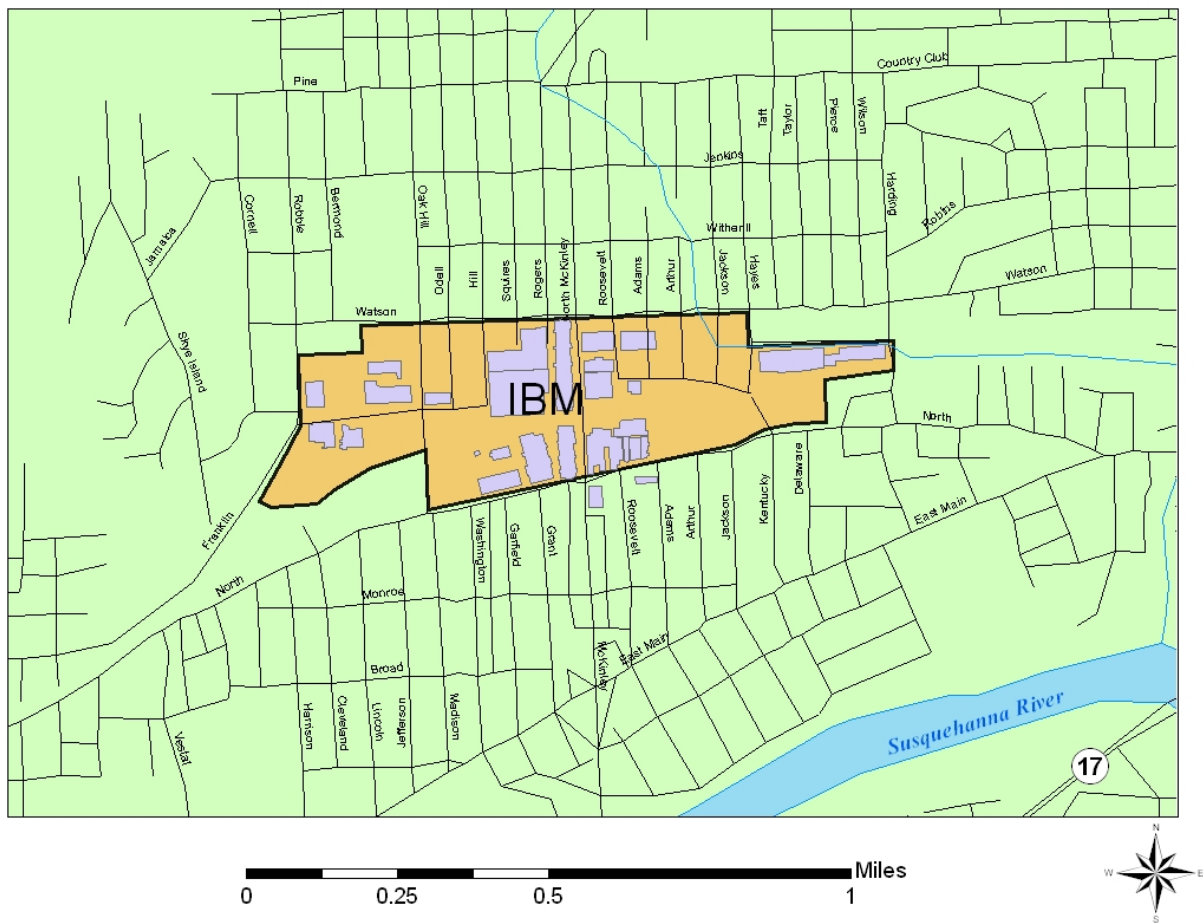 Country Club
Pine
Taft
Taylor
Pierce
Wilson
Jenkins
Cornell
Robble
Bermond
Oak Hill
Harding
Robins
Jamaica
Witherill
Odell
Hill
Squires
Rogers
North McKinley
Roosevelt
Adams
Arthur
Jackson
Hayes
Watson
Watson
Skye Island
IBM
North
Franklin
North
Washington
Garfield
Grant
Roosevelt
Adams
Arthur
Jackson
Kentucky
Delaware
East Main
Monroe
Broad
McKinley
East Main
Harrison
Cleveland
Lincoln
Jefferson
Madison
Vestal
Susquehanna River
17
Miles
0
0.25
0.5
1
N
W
E
S